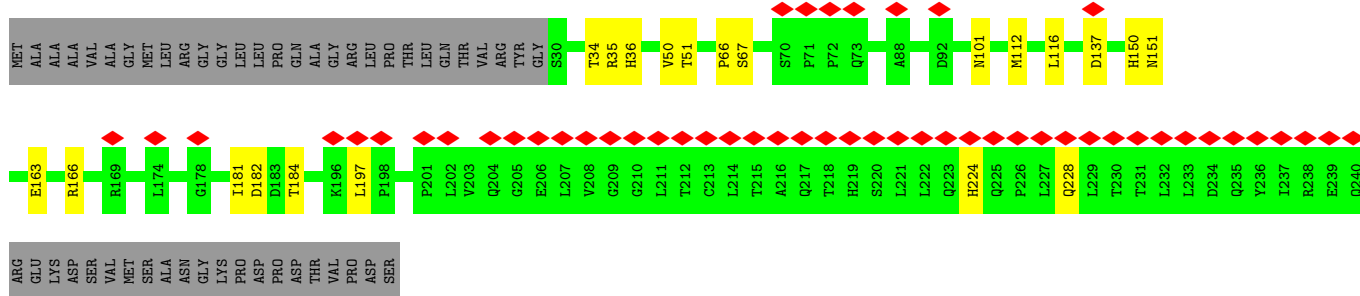 MET ALA ALA ALA VAL ALA GLY MET LEU ARG GLY GLY LEU LEU PRO GLN ALA GLY ARG LEU PRO THR LEU GLN THR VAL ARG TYR GLY S30 T34 R35 H36 V50 T51 P66 S67 S70 P71 P72 Q73 A88 D92 N101 M112 L116 D137 H150 N151
E163 R166 R169 L174 G178 I181 D182 D183 T184 K196 L197 P198 P201 L202 V203 Q204 G205 E206 L207 V208 G209 G210 L211 T212 C213 L214 T215 A216 Q217 T218 H219 S220 L221 L222 Q223 H224 Q225 P226 L227 Q228 L229 T230 T231 L232 L233 D234 Q235 Y236 I237 R238 E239 Q240
ARG GLU LYS ASP SER VAL MET SER ALA ASN GLY LYS PRO ASP PRO ASP THR VAL PRO ASP SER